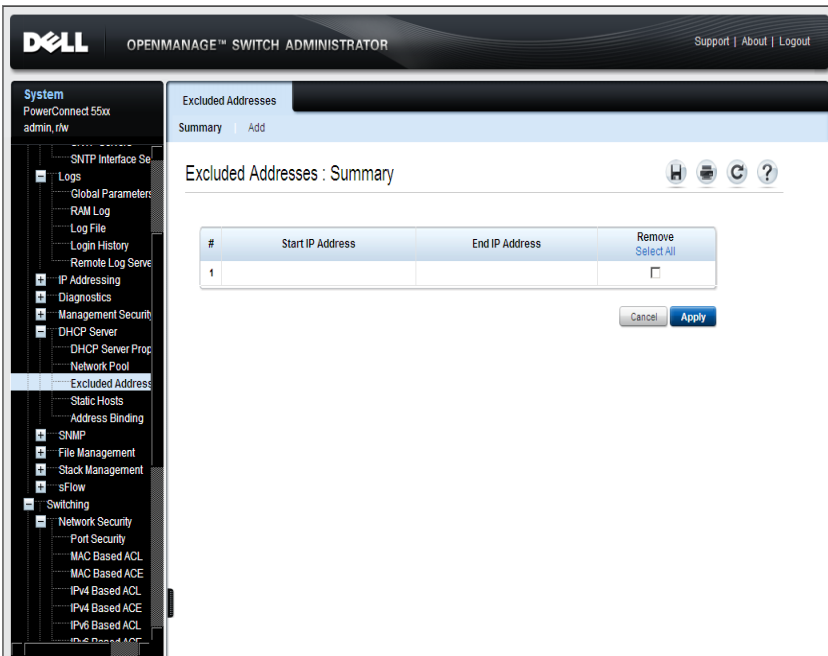 DELL
OPENMANAGE™ SWITCH ADMINISTRATOR
Support | About | Logout
System
PowerConnect 55xx
admin, r/w
SNTP Interface Se
Logs
Global Parameters
RAM Log
Log File
Login History
Remote Log Serve
IP Addressing
Diagnostics
Management Securit
DHCP Server
DHCP Server Prop
Network Pool
Excluded Address
Static Hosts
Address Binding
SNMP
File Management
Stack Management
sFlow
Switching
Network Security
Port Security
MAC Based ACL
MAC Based ACE
IPv4 Based ACL
IPv4 Based ACE
IPv6 Based ACL
IPv6 Based ACE
Excluded Addresses
Summary | Add
Excluded Addresses : Summary
# Start IP Address End IP Address Remove
Select All
1
Cancel Apply